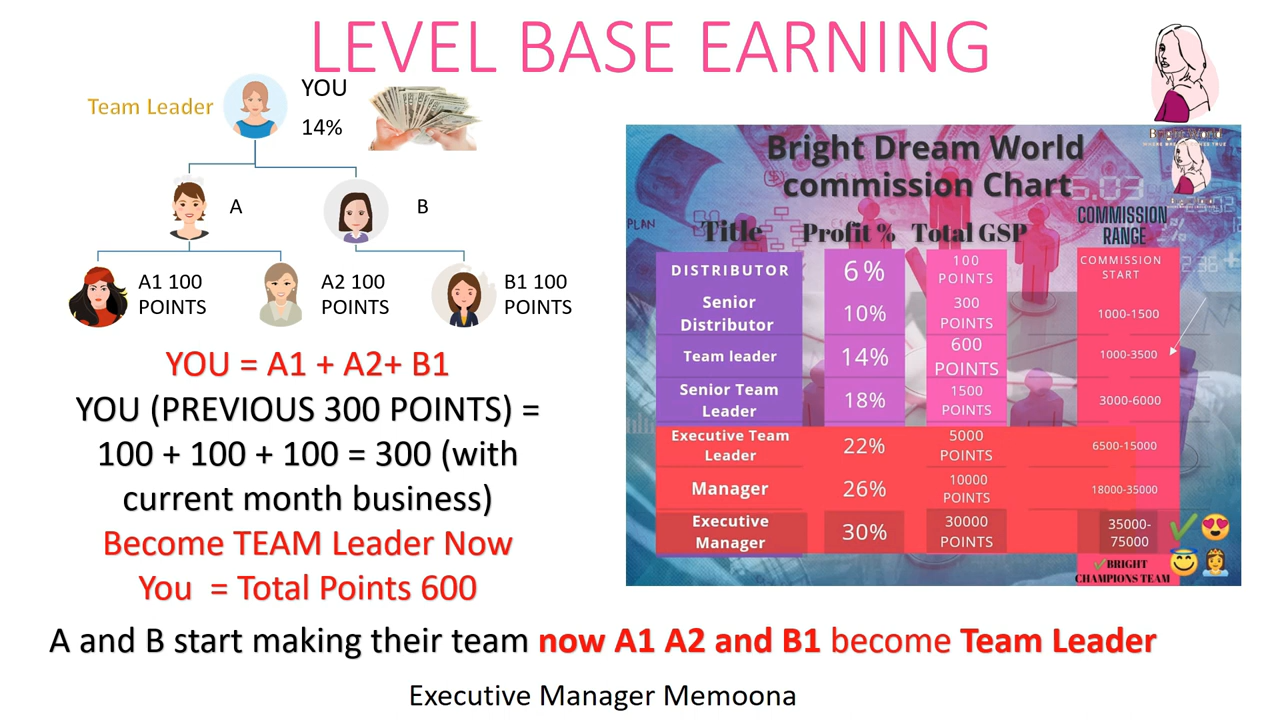 LEVEL BASE EARNING
Team Leader
YOU
14%
A
B
A1 100
POINTS
A2 100
POINTS
B1 100
POINTS
YOU = A1 + A2+ B1
YOU (PREVIOUS 300 POINTS) =
100 + 100 + 100 = 300 (with
current month business)
Become TEAM Leader Now
You = Total Points 600
Bright Dream World
commission Chart
PLAN
Title
Profit %
Total GSP
COMMISSION
RANGE
DISTRIBUTOR
6%
100
POINTS
COMMISSION
START
Senior
Distributor
10%
300
POINTS
1000-1500
Team leader
14%
600
POINTS
1000-3500
Senior Team
Leader
18%
1500
POINTS
3000-6000
Executive Team
Leader
22%
5000
POINTS
6500-15000
Manager
26%
10000
POINTS
18000-35000
Executive
Manager
30%
30000
POINTS
35000-
75000
BRIGHT
CHAMPIONS TEAM
A and B start making their team now A1 A2 and B1 become Team Leader
Executive Manager Memoona